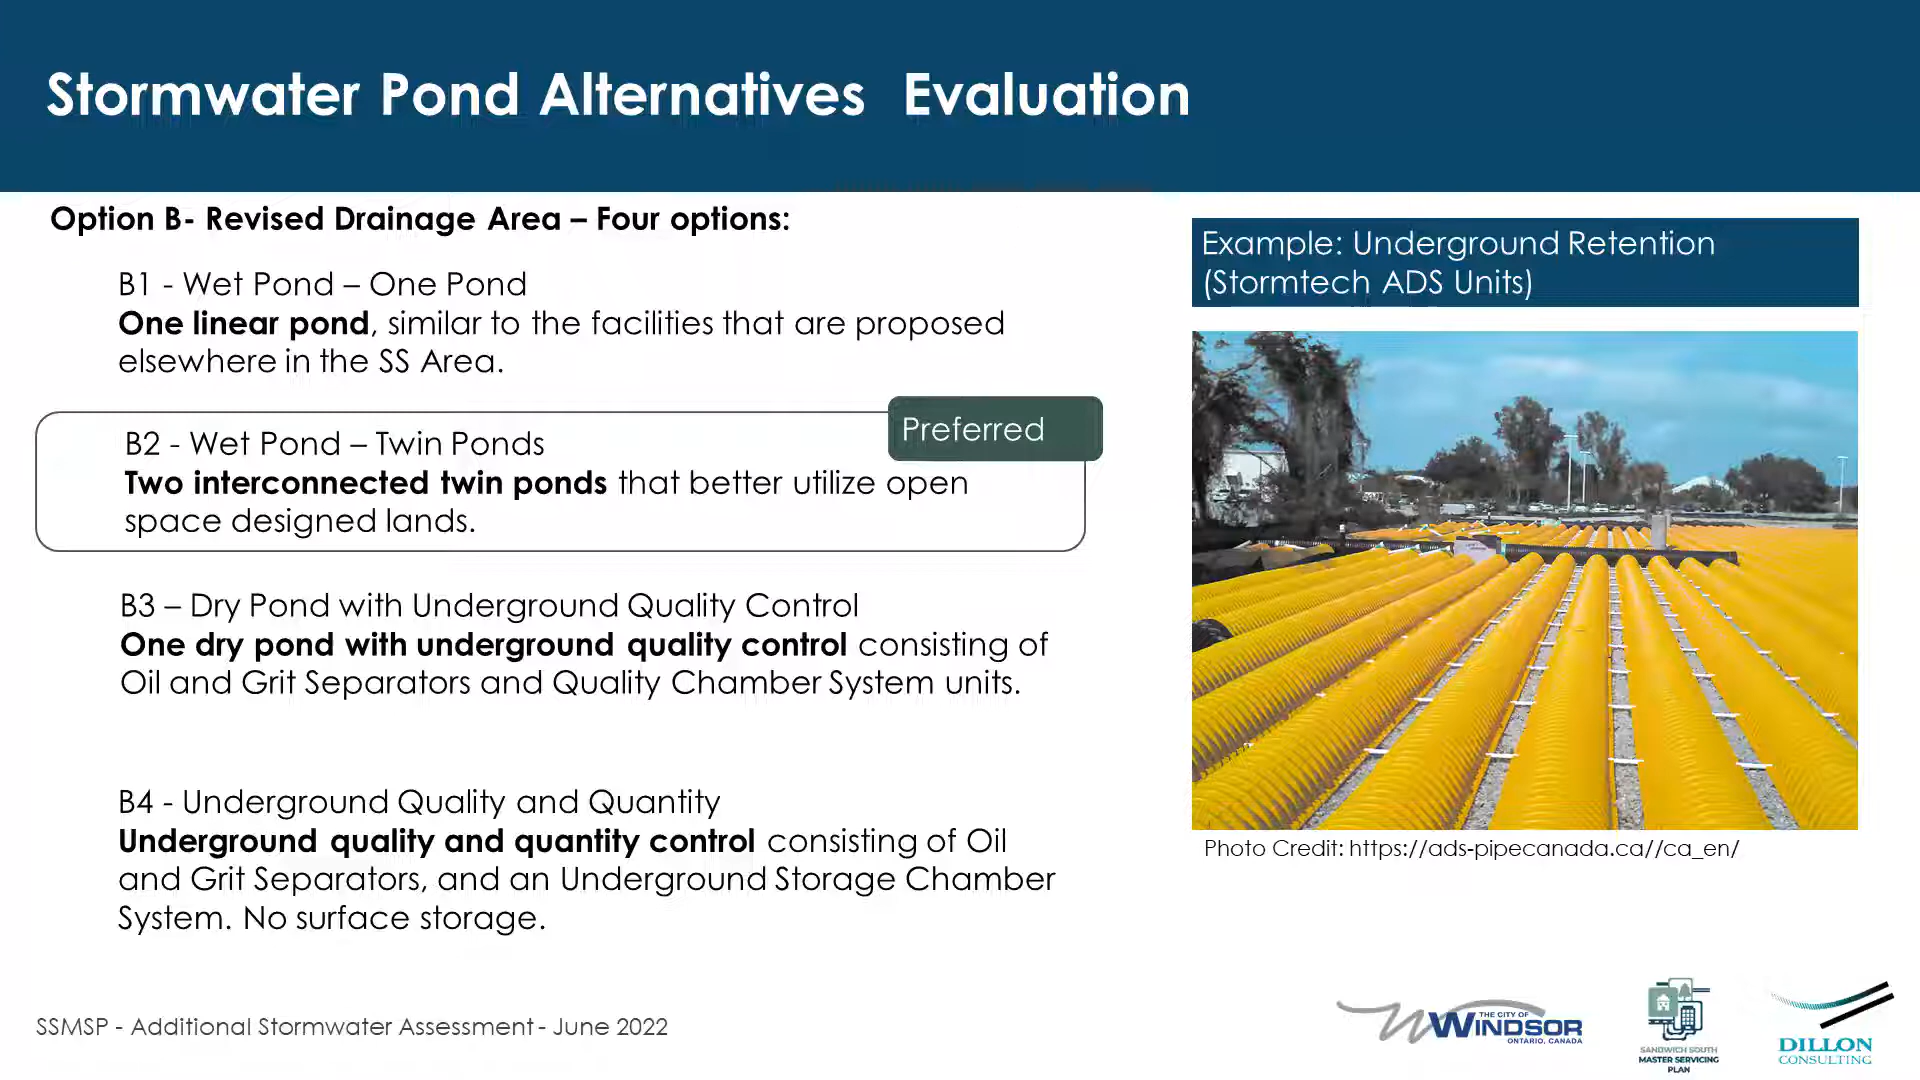 Stormwater Pond Alternatives Evaluation
Option B- Revised Drainage Area – Four options:
B1 - Wet Pond – One Pond
One linear pond, similar to the facilities that are proposed
elsewhere in the SS Area.
Preferred
B2 - Wet Pond – Twin Ponds
Two interconnected twin ponds that better utilize open
space designed lands.
B3 – Dry Pond with Underground Quality Control
One dry pond with underground quality control consisting of
Oil and Grit Separators and Quality Chamber System units.
B4 - Underground Quality and Quantity
Underground quality and quantity control consisting of Oil
and Grit Separators, and an Underground Storage Chamber
System. No surface storage.
Example: Underground Retention
(Stormtech ADS Units)
Photo Credit: https://ads-pipecanada.ca//ca_en/
SSMSP - Additional Stormwater Assessment - June 2022
THE CITY OF
WINDSOR
ONTARIO, CANADA
SANDWICH SOUTH
MASTER SERVICING
PLAN
DILLON
CONSULTING